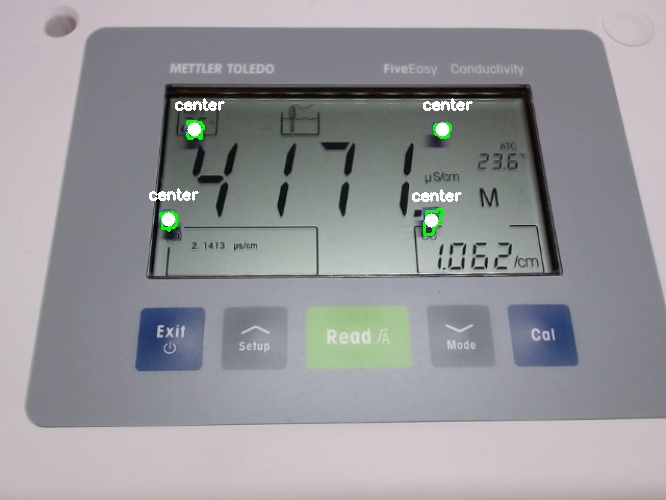 METTLER TOLEDO FiveEasy Conductivity
center center
ATC
4171. µS/cm 23.6
center center
M
2. 1413 µs/cm
1.062/cm
Exit Setup Read /A Mode Cal